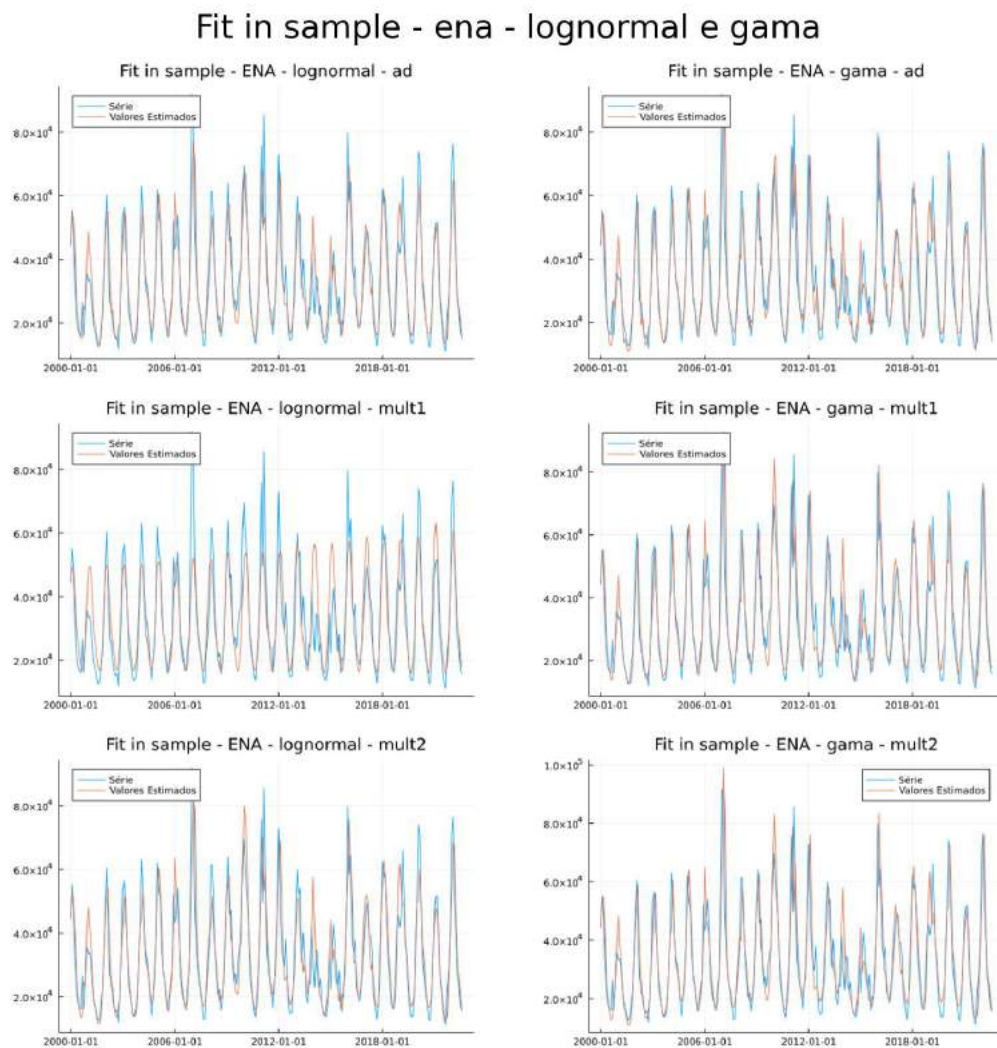 Fit in sample - ena - lognormal e gama
Fit in sample - ENA - lognormal - ad
Série
Valores Estimados
8.0×10⁴
6.0×10⁴
4.0×10⁴
2.0×10⁴
2000-01-01 2006-01-01 2012-01-01 2018-01-01
Fit in sample - ENA - gama - ad
Série
Valores Estimados
8.0×10⁴
6.0×10⁴
4.0×10⁴
2.0×10⁴
2000-01-01 2006-01-01 2012-01-01 2018-01-01
Fit in sample - ENA - lognormal - mult1
Série
Valores Estimados
8.0×10⁴
6.0×10⁴
4.0×10⁴
2.0×10⁴
2000-01-01 2006-01-01 2012-01-01 2018-01-01
Fit in sample - ENA - gama - mult1
Série
Valores Estimados
8.0×10⁴
6.0×10⁴
4.0×10⁴
2.0×10⁴
2000-01-01 2006-01-01 2012-01-01 2018-01-01
Fit in sample - ENA - lognormal - mult2
Série
Valores Estimados
8.0×10⁴
6.0×10⁴
4.0×10⁴
2.0×10⁴
2000-01-01 2006-01-01 2012-01-01 2018-01-01
Fit in sample - ENA - gama - mult2
1.0×10⁵
Série
Valores Estimados
8.0×10⁴
6.0×10⁴
4.0×10⁴
2.0×10⁴
2000-01-01 2006-01-01 2012-01-01 2018-01-01